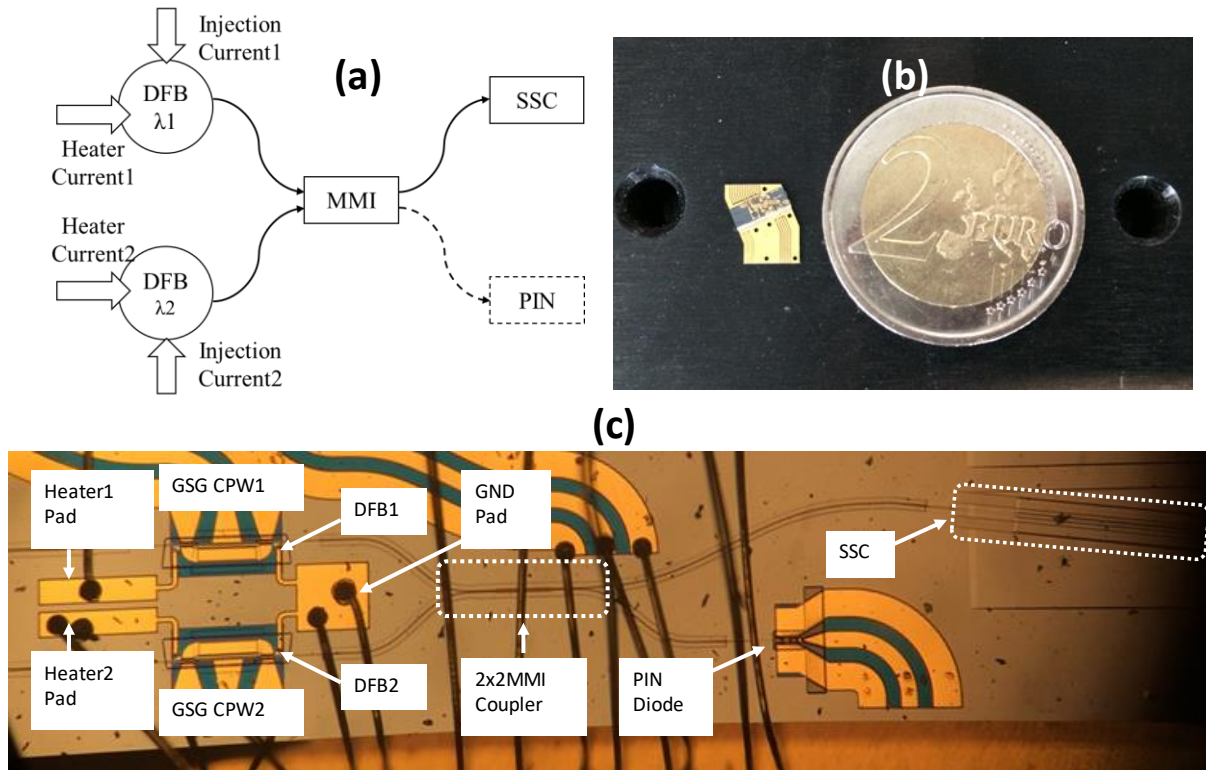 (a)
Injection
Current1
DFB
λ1
Heater
Current1
MMI
SSC
Heater
Current2
DFB
λ2
Injection
Current2
PIN
(b)
2
EURO
(c)
Heater1
Pad
GSG CPW1
DFB1
GND
Pad
SSC
Heater2
Pad
GSG CPW2
DFB2
2x2MMI
Coupler
PIN
Diode